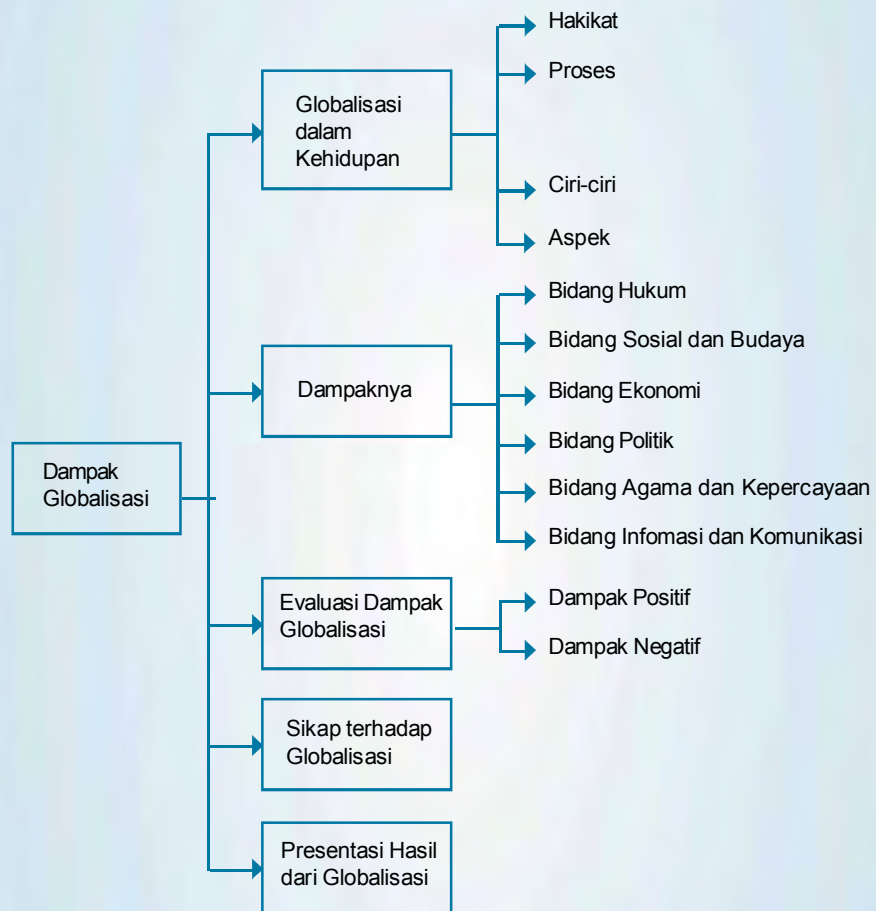 Dampak
Globalisasi
Globalisasi
dalam
Kehidupan
Hakikat
Proses
Ciri-ciri
Aspek
Dampaknya
Bidang Hukum
Bidang Sosial dan Budaya
Bidang Ekonomi
Bidang Politik
Bidang Agama dan Kepercayaan
Bidang Infomasi dan Komunikasi
Evaluasi Dampak
Globalisasi
Dampak Positif
Dampak Negatif
Sikap terhadap
Globalisasi
Presentasi Hasil
dari Globalisasi